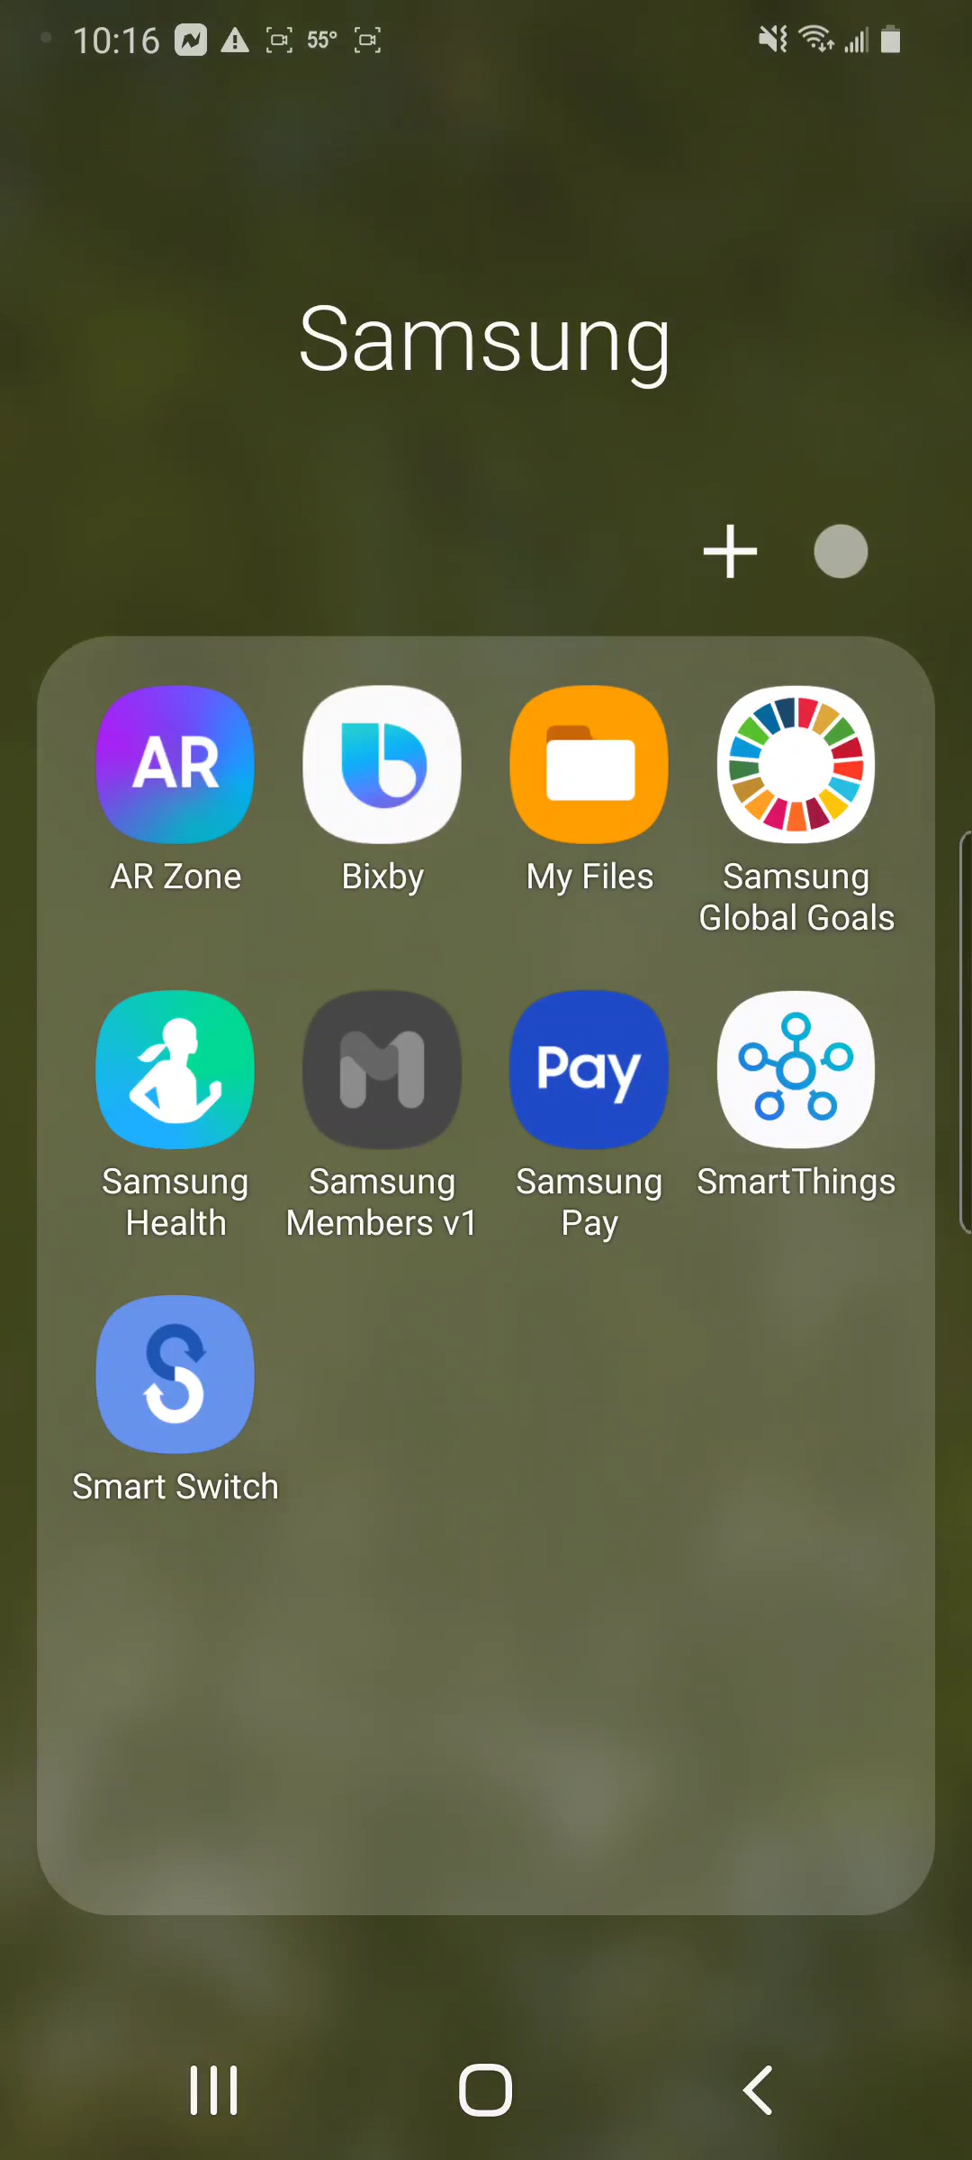 10:16 55°
Samsung
AR
AR Zone
Bixby
My Files
Samsung
Global Goals
Samsung
Health
Samsung
Members v1
Pay
Samsung
Pay
SmartThings
Smart Switch